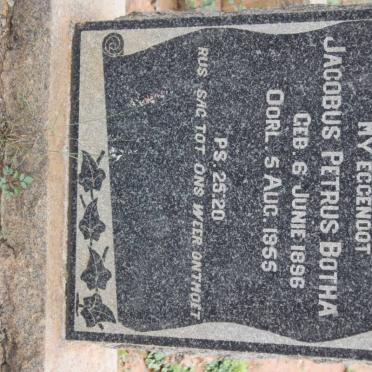 MY EGGENOOT
JACOBUS PETRUS BOTHA
GEB 6 JUNIE 1896
OORL. 5 AUG. 1955
PS. 25:20
RUS SAG TOT ONS WEER ONTMOET